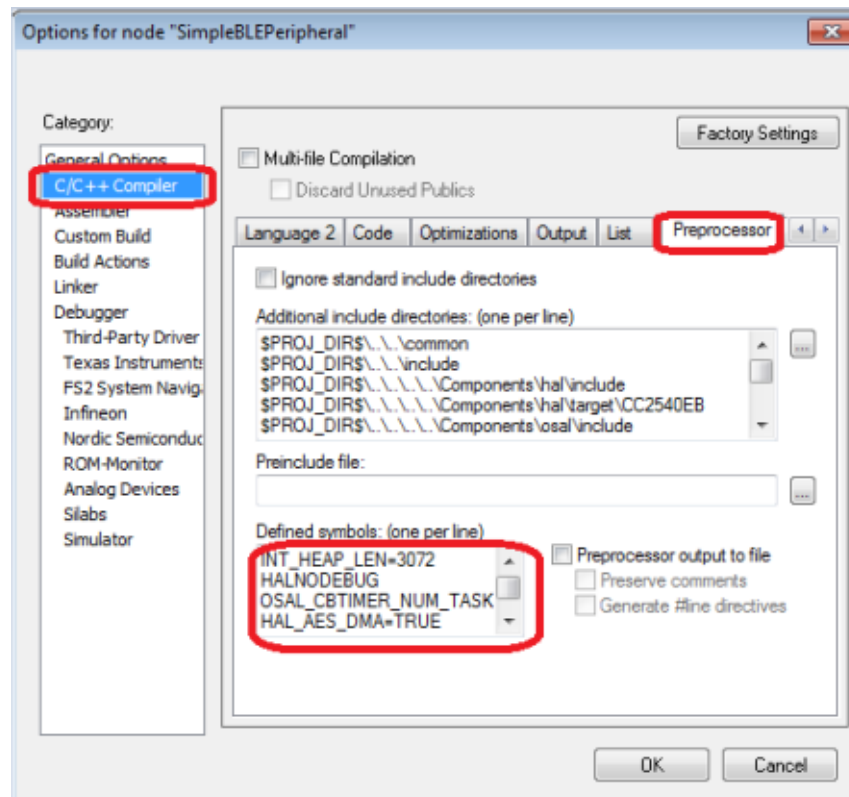 Options for node "SimpleBLEPeripheral"
Category:
General Options
C/C++ Compiler
Assembler
Custom Build
Build Actions
Linker
Debugger
Third-Party Driver
Texas Instruments
FS2 System Navig
Infineon
Nordic Semiconduc
ROM-Monitor
Analog Devices
Silabs
Simulator
Factory Settings
Multi-file Compilation
Discard Unused Publics
Language 2 Code Optimizations Output List Preprocessor
Ignore standard include directories
Additional include directories: (one per line)
$PROJ_DIR$\..\..\common
$PROJ_DIR$\..\..\include
$PROJ_DIR$\..\..\..\..\..\Components\hal\include
$PROJ_DIR$\..\..\..\..\..\Components\hal\target\CC2540EB
$PROJ_DIR$\..\..\..\..\..\Components\osal\include
...
Preinclude file:
...
Defined symbols: (one per line)
INT_HEAP_LEN=3072
HALNODEBUG
OSAL_CBTIMER_NUM_TASK
HAL_AES_DMA=TRUE
Preprocessor output to file
Preserve comments
Generate #line directives
OK Cancel